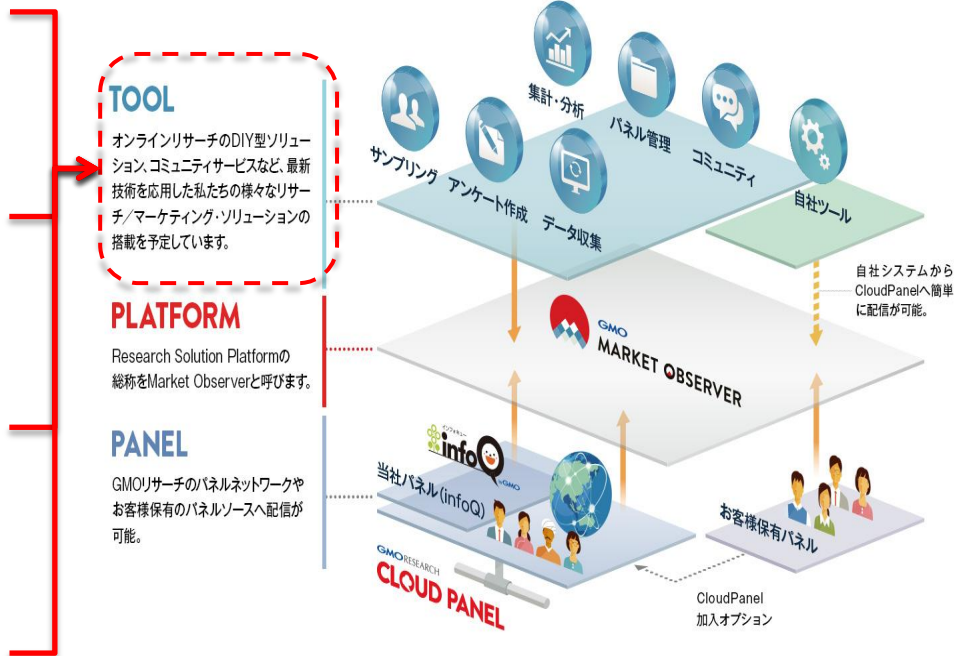 TOOL
オンラインリサーチのDIY型ソリュー
ション、コミュニティサービスなど、最新
技術を応用した私たちの様々なリサー
チ／マーケティング・ソリューションの
搭載を予定しています。
PLATFORM
Research Solution Platformの
総称をMarket Observerと呼びます。
PANEL
GMOリサーチのパネルネットワークや
お客様保有のパネルソースへ配信が
可能。
サンプリング
アンケート作成
データ収集
集計・分析
パネル管理
コミュニティ
自社ツール
自社システムから
CloudPanelへ簡単
に配信が可能。
GMO
MARKET OBSERVER
インフォキュー
infoQ
by GMO
当社パネル(infoQ)
お客様保有パネル
GMO RESEARCH
CLOUD PANEL
CloudPanel
加入オプション